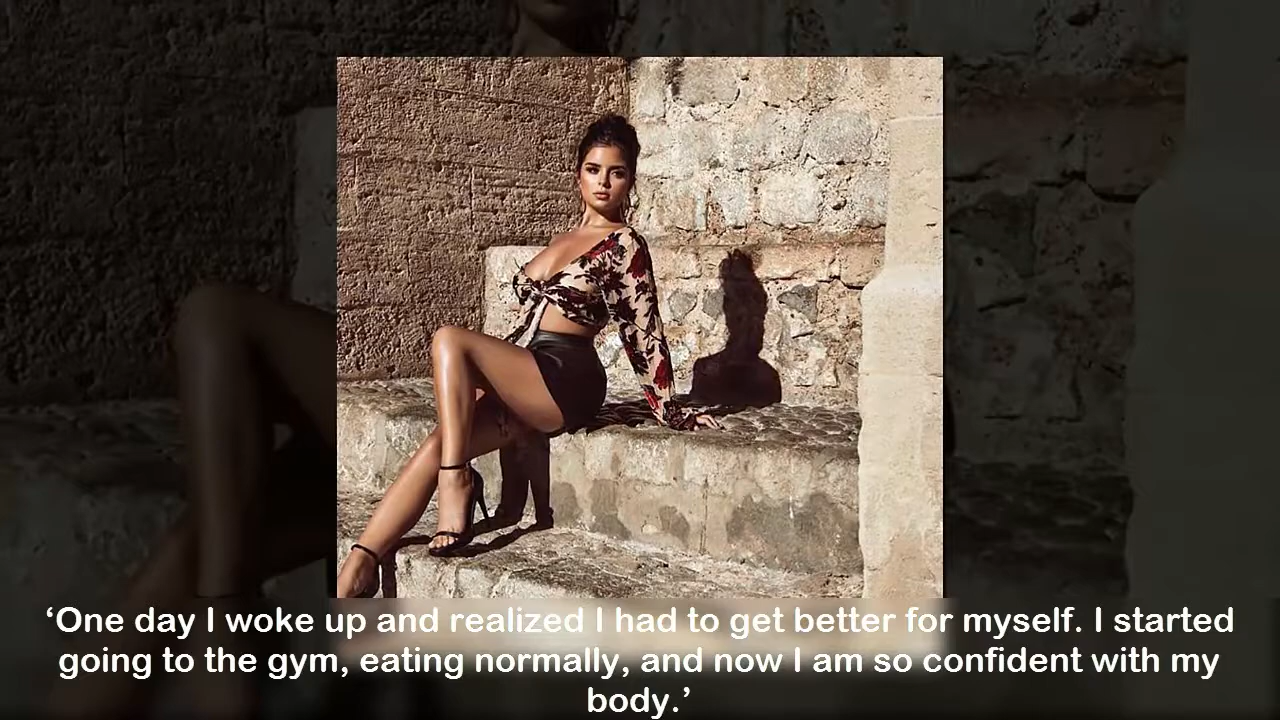 ‘One day I woke up and realized I had to get better for myself. I started
going to the gym, eating normally, and now I am so confident with my
body.’